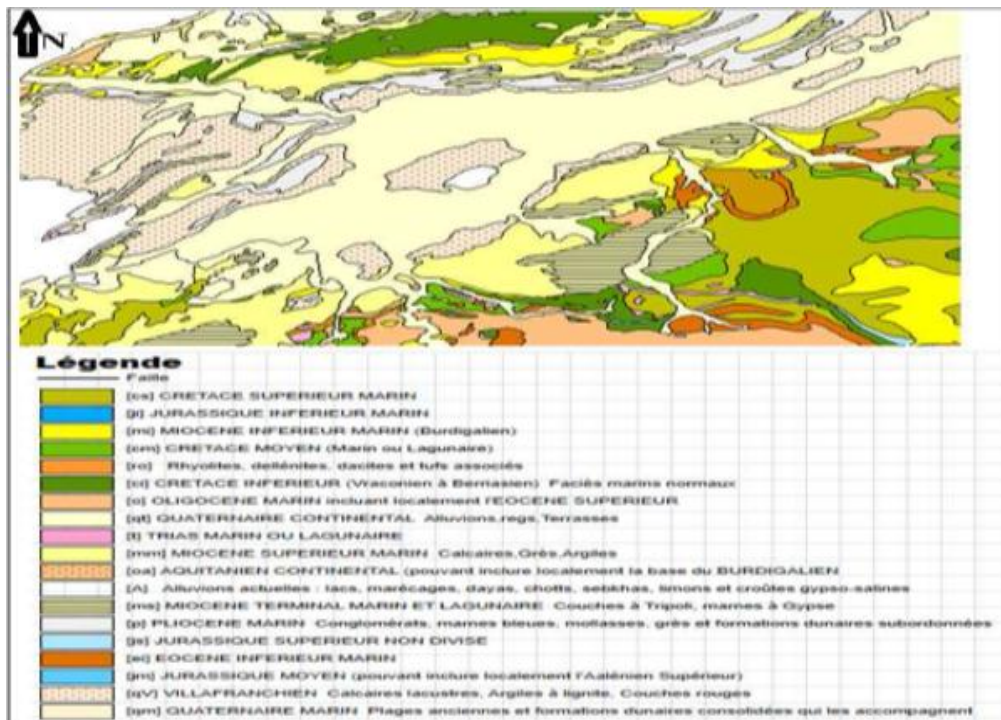 N
Légende
Faille
[cs] CRETACE SUPERIEUR MARIN
[ji] JURASSIQUE INFERIEUR MARIN
[mi] MIOCENE INFERIEUR MARIN (Burdigalien)
[cm] CRETACE MOYEN (Marin ou Lagunaire)
[ro] Rhyolites, dellénites, dacites et tufs associés
[ci] CRETACE INFERIEUR (Vraconien à Berriasien) Faciès marins normaux
[o] OLIGOCENE MARIN incluant localement l'EOCENE SUPERIEUR
[qt] QUATERNAIRE CONTINENTAL Alluvions,regs,Terrasses
[t] TRIAS MARIN OU LAGUNAIRE
[mm] MIOCENE SUPERIEUR MARIN Calcaires,Grés,Argiles
[oa] AQUITANIEN CONTINENTAL (pouvant inclure localement la base du BURDIGALIEN
[A] Alluvions actuelles : lacs, marécages, dayas, chotts, sebkhas, limons et croûtes gypso-salines
[ms] MIOCENE TERMINAL MARIN ET LAGUNAIRE Couches à Tripoli, marnes à Gypse
[p] PLIOCENE MARIN Conglomérats, marnes bleues, mollasses, grés et formations dunaires subordonnées
[js] JURASSIQUE SUPERIEUR NON DIVISE
[ei] EOCENE INFERIEUR MARIN
[jm] JURASSIQUE MOYEN (pouvant inclure localement l'Aalénien Supérieur)
[qV] VILLAFRANCHIEN Calcaires lacustres, Argiles à lignite, Couches rouges
[qm] QUATERNAIRE MARIN Plages anciennes et formations dunaires consolidées qui les accompagnent